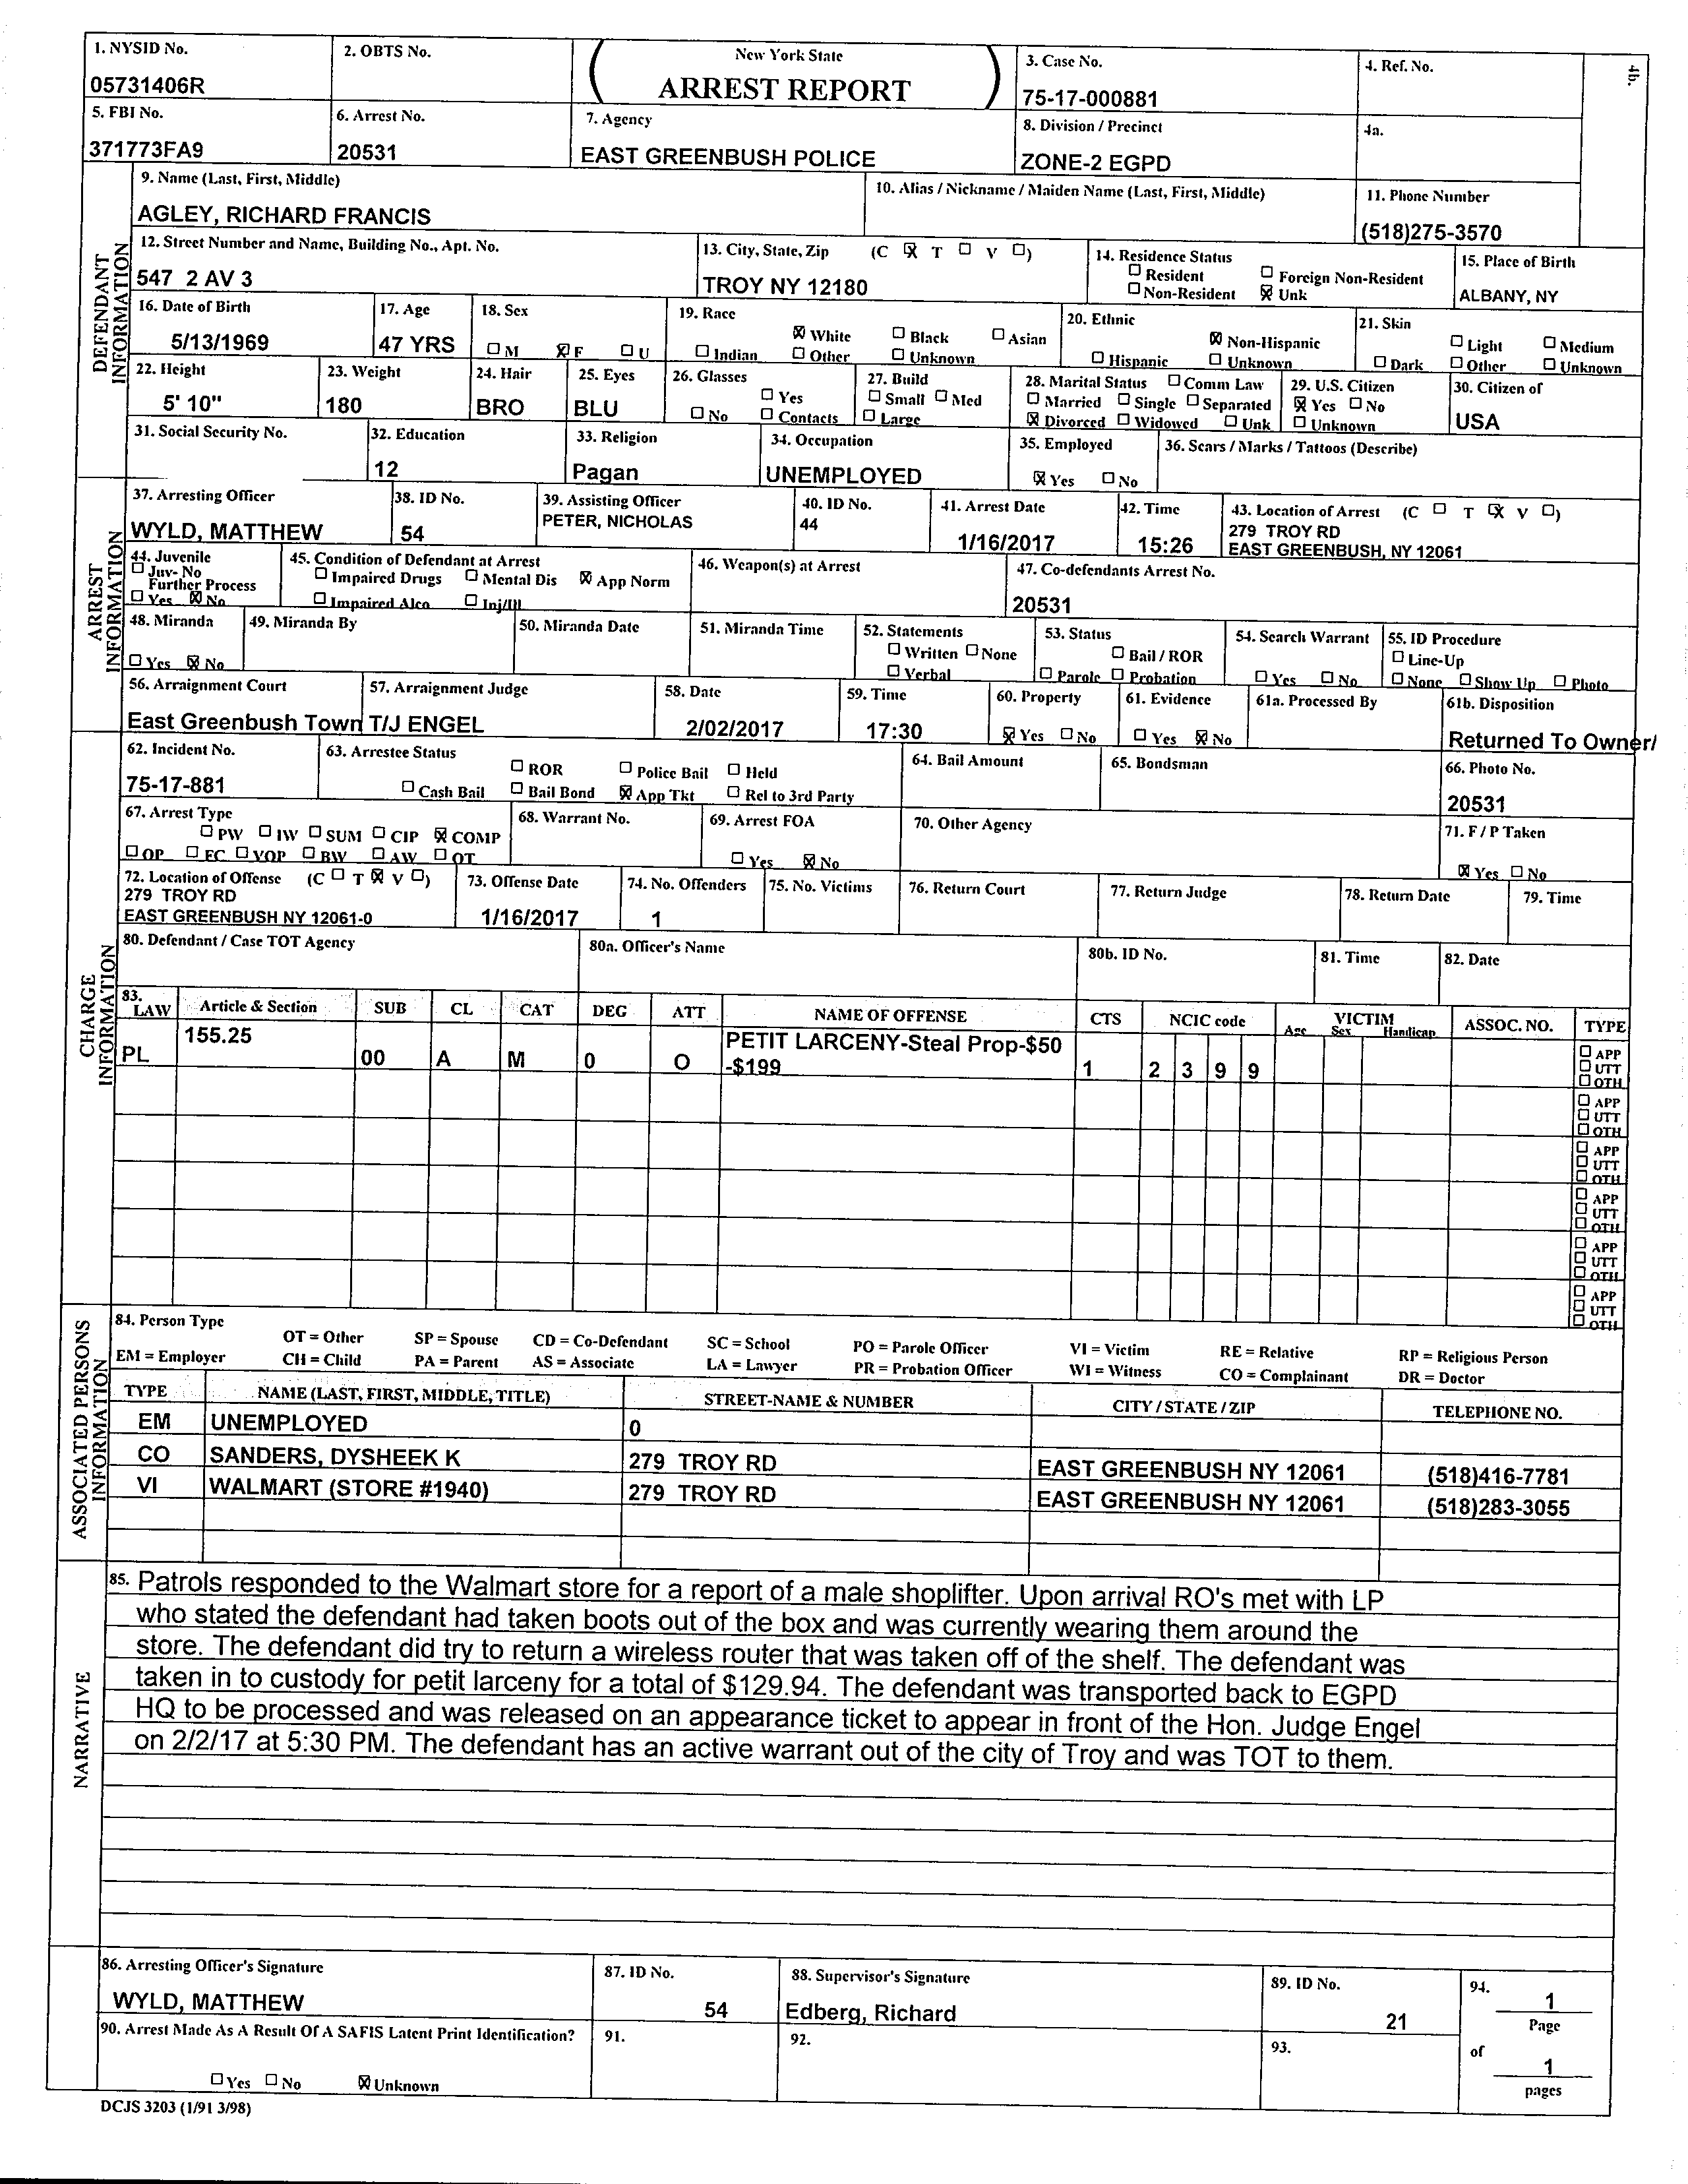 1. NYSID No.
05731406R
2. OBTS No.
New York State
ARREST REPORT
3. Case No.
75-17-000881
4. Ref. No.
4b.
5. FBI No.
371773FA9
6. Arrest No.
20531
7. Agency
EAST GREENBUSH POLICE
8. Division / Precinct
ZONE-2 EGPD
4a.
DEFENDANT INFORMATION
9. Name (Last, First, Middle)
AGLEY, RICHARD FRANCIS
10. Alias / Nickname / Maiden Name (Last, First, Middle)
11. Phone Number
(518)275-3570
12. Street Number and Name, Building No., Apt. No.
547 2 AV 3
13. City, State, Zip (C ☒ T ☐ V ☐)
TROY NY 12180
14. Residence Status
☐ Resident ☐ Foreign Non-Resident
☐ Non-Resident ☒ Unk
15. Place of Birth
ALBANY, NY
16. Date of Birth
5/13/1969
17. Age
47 YRS
18. Sex
☐ M ☒ F ☐ U
19. Race
☒ White ☐ Black ☐ Asian
☐ Indian ☐ Other ☐ Unknown
20. Ethnic
☒ Non-Hispanic
☐ Hispanic ☐ Unknown
21. Skin
☐ Light ☐ Medium
☐ Dark ☐ Other ☐ Unknown
22. Height
5' 10"
23. Weight
180
24. Hair
BRO
25. Eyes
BLU
26. Glasses
☐ Yes
☐ No ☐ Contacts
27. Build
☐ Small ☐ Med
☐ Large
28. Marital Status ☐ Comm Law
☐ Married ☐ Single ☐ Separated
☒ Divorced ☐ Widowed ☐ Unk
29. U.S. Citizen
☒ Yes ☐ No
☐ Unknown
30. Citizen of
USA
31. Social Security No.
32. Education
12
33. Religion
Pagan
34. Occupation
UNEMPLOYED
35. Employed
☒ Yes ☐ No
36. Scars / Marks / Tattoos (Describe)
ARREST INFORMATION
37. Arresting Officer
WYLD, MATTHEW
38. ID No.
54
39. Assisting Officer
PETER, NICHOLAS
40. ID No.
44
41. Arrest Date
1/16/2017
42. Time
15:26
43. Location of Arrest (C ☐ T ☒ V ☐)
279 TROY RD
EAST GREENBUSH, NY 12061
44. Juvenile
☐ Juv- No
Further Process
☐ Yes ☒ No
45. Condition of Defendant at Arrest
☐ Impaired Drugs ☐ Mental Dis ☒ App Norm
☐ Impaired Alco ☐ Inj/Ill
46. Weapon(s) at Arrest
47. Co-defendants Arrest No.
20531
48. Miranda
☐ Yes ☒ No
49. Miranda By
50. Miranda Date
51. Miranda Time
52. Statements
☐ Written ☐ None
☐ Verbal
53. Status
☐ Bail / ROR
☐ Parole ☐ Probation
54. Search Warrant
☐ Yes ☐ No
55. ID Procedure
☐ Line-Up
☐ None ☐ Show Up ☐ Photo
56. Arraignment Court
East Greenbush Town
57. Arraignment Judge
T/J ENGEL
58. Date
2/02/2017
59. Time
17:30
60. Property
☒ Yes ☐ No
61. Evidence
☐ Yes ☒ No
61a. Processed By
61b. Disposition
Returned To Owner/
CHARGE INFORMATION
62. Incident No.
75-17-881
63. Arrestee Status
☐ ROR ☐ Police Bail ☐ Held
☐ Cash Bail ☐ Bail Bond ☒ App Tkt ☐ Rel to 3rd Party
64. Bail Amount
65. Bondsman
66. Photo No.
20531
67. Arrest Type
☐ PW ☐ IW ☐ SUM ☐ CIP ☒ COMP
☐ OP ☐ FC ☐ VOP ☐ BW ☐ AW ☐ OT
68. Warrant No.
69. Arrest FOA
☐ Yes ☒ No
70. Other Agency
71. F / P Taken
☒ Yes ☐ No
72. Location of Offense (C ☐ T ☒ V ☐)
279 TROY RD
EAST GREENBUSH NY 12061-0
73. Offense Date
1/16/2017
74. No. Offenders
1
75. No. Victims
76. Return Court
77. Return Judge
78. Return Date
79. Time
80. Defendant / Case TOT Agency
80a. Officer's Name
80b. ID No.
81. Time
82. Date
83. LAW Article & Section SUB CL CAT DEG ATT NAME OF OFFENSE CTS NCIC code VICTIM Age Sex Handicap ASSOC. NO. TYPE
PL 155.25 00 A M 0 O PETIT LARCENY-Steal Prop-$50
-$199 1 2 3 9 9
☐ APP
☐ UTT
☐ OTH
☐ APP
☐ UTT
☐ OTH
☐ APP
☐ UTT
☐ OTH
☐ APP
☐ UTT
☐ OTH
☐ APP
☐ UTT
☐ OTH
☐ APP
☐ UTT
☐ OTH
ASSOCIATED PERSONS INFORMATION
84. Person Type
OT = Other SP = Spouse CD = Co-Defendant SC = School PO = Parole Officer VI = Victim RE = Relative RP = Religious Person
EM = Employer CH = Child PA = Parent AS = Associate LA = Lawyer PR = Probation Officer WI = Witness CO = Complainant DR = Doctor
TYPE NAME (LAST, FIRST, MIDDLE, TITLE) STREET-NAME & NUMBER CITY / STATE / ZIP TELEPHONE NO.
EM UNEMPLOYED 0
CO SANDERS, DYSHEEK K 279 TROY RD EAST GREENBUSH NY 12061 (518)416-7781
VI WALMART (STORE #1940) 279 TROY RD EAST GREENBUSH NY 12061 (518)283-3055
NARRATIVE
85. Patrols responded to the Walmart store for a report of a male shoplifter. Upon arrival RO's met with LP
who stated the defendant had taken boots out of the box and was currently wearing them around the
store. The defendant did try to return a wireless router that was taken off of the shelf. The defendant was
taken in to custody for petit larceny for a total of $129.94. The defendant was transported back to EGPD
HQ to be processed and was released on an appearance ticket to appear in front of the Hon. Judge Engel
on 2/2/17 at 5:30 PM. The defendant has an active warrant out of the city of Troy and was TOT to them.
86. Arresting Officer's Signature
WYLD, MATTHEW
87. ID No.
54
88. Supervisor's Signature
Edberg, Richard
89. ID No.
21
94.
1
Page
of
1
pages
90. Arrest Made As A Result Of A SAFIS Latent Print Identification?
☐ Yes ☐ No ☒ Unknown
91.
92.
93.
DCJS 3203 (1/91 3/98)